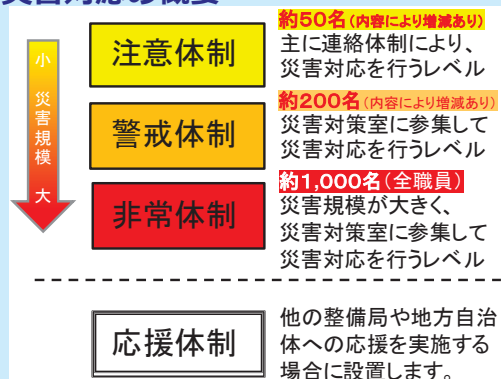 災害対応の概要
小 災害規模 大
注意体制
約50名(内容により増減あり)
主に連絡体制により、
災害対応を行うレベル
警戒体制
約200名(内容により増減あり)
災害対策室に参集して
災害対応を行うレベル
非常体制
約1,000名(全職員)
災害規模が大きく、
災害対策室に参集して
災害対応を行うレベル
応援体制
他の整備局や地方自治
体への応援を実施する
場合に設置します。